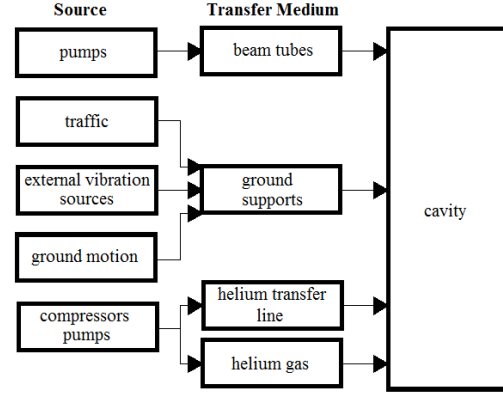 Source
Transfer Medium
pumps
beam tubes
traffic
external vibration
sources
ground
supports
cavity
ground motion
compressors
pumps
helium transfer
line
helium gas